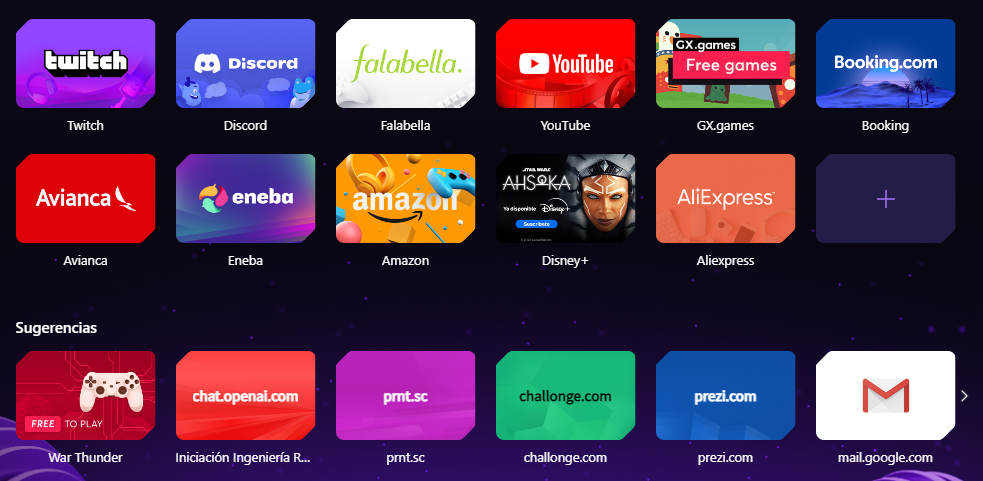 twitch
Discord
falabella.
YouTube
GX.games
Free games
Booking.com
Twitch
Discord
Falabella
YouTube
GX.games
Booking
Avianca
eneba
amazon
STAR WARS
AHSOKA
Ya disponible Disney+
Suscríbete
AliExpress
Avianca
Eneba
Amazon
Disney+
Aliexpress
Sugerencias
FREE TO PLAY
chat.openai.com
prnt.sc
challonge.com
prezi.com
War Thunder
Iniciación Ingeniería R...
prnt.sc
challonge.com
prezi.com
mail.google.com